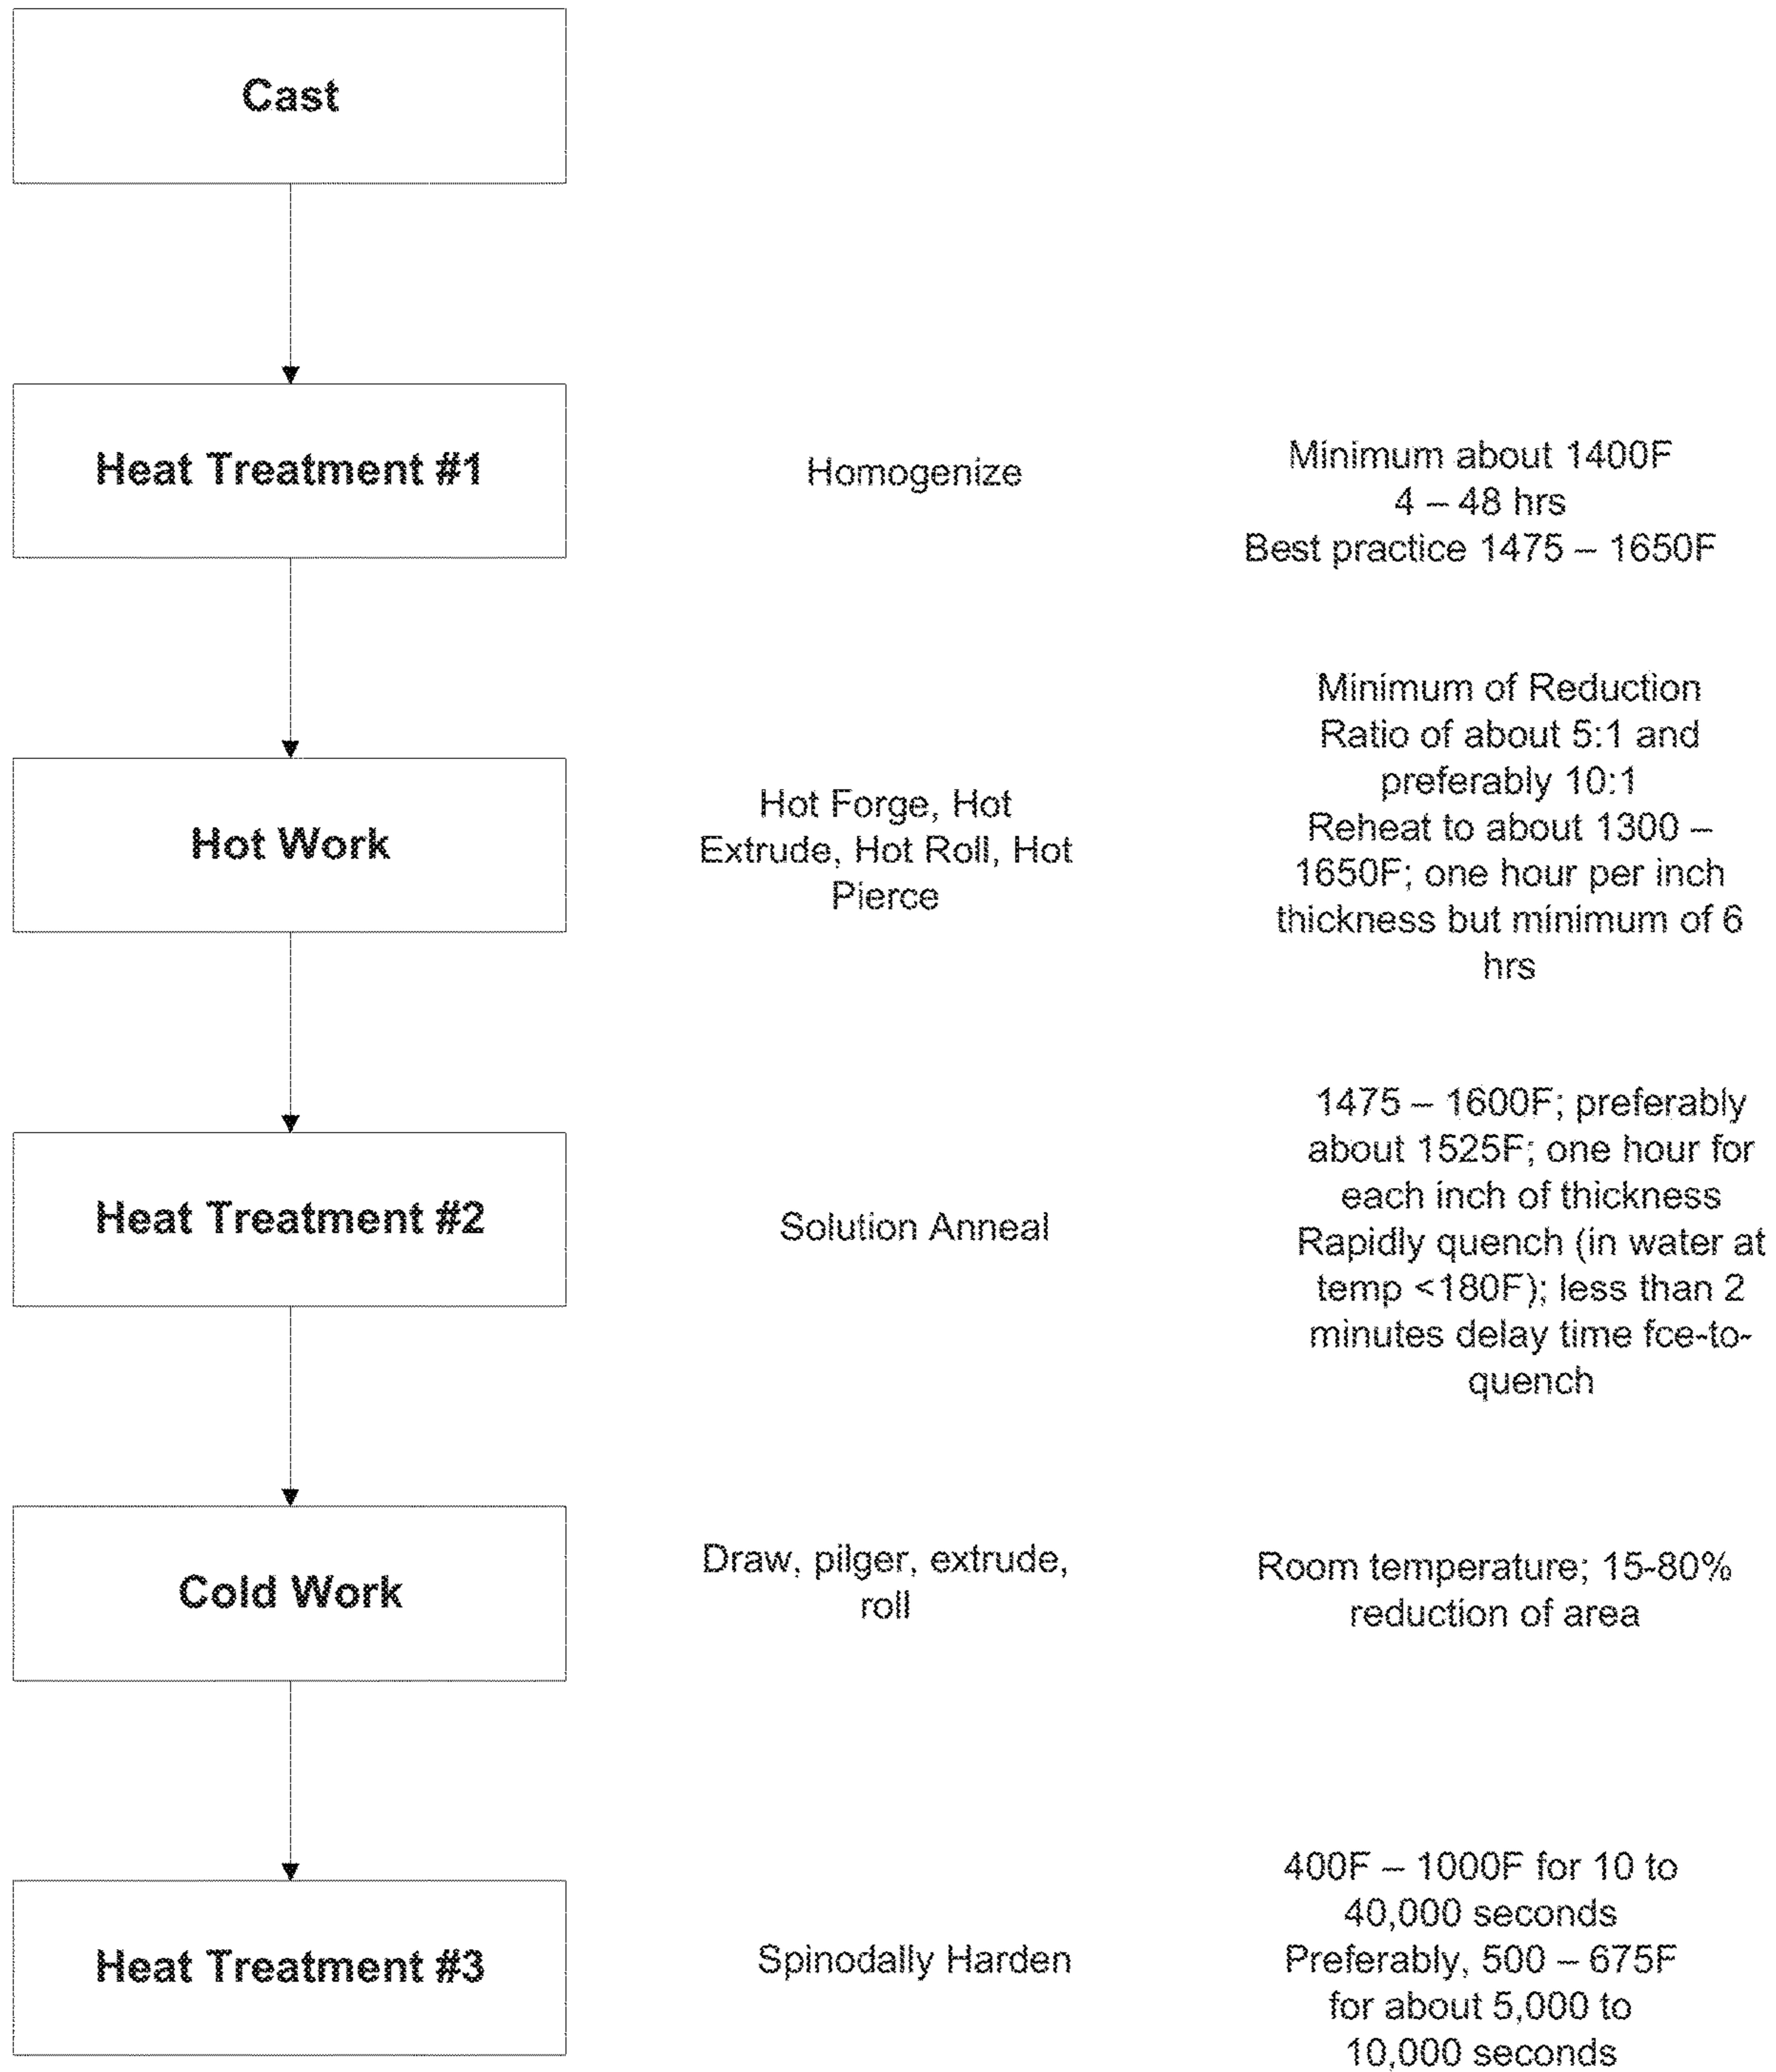 Cast
Heat Treatment #1
Homogenize
Minimum about 1400F
4 – 48 hrs
Best practice 1475 – 1650F
Hot Work
Hot Forge, Hot
Extrude, Hot Roll, Hot
Pierce
Minimum of Reduction
Ratio of about 5:1 and
preferably 10:1
Reheat to about 1300 –
1650F; one hour per inch
thickness but minimum of 6
hrs
Heat Treatment #2
Solution Anneal
1475 – 1600F; preferably
about 1525F; one hour for
each inch of thickness
Rapidly quench (in water at
temp <180F); less than 2
minutes delay time fce-to-
quench
Cold Work
Draw, pilger, extrude,
roll
Room temperature; 15-80%
reduction of area
Heat Treatment #3
Spinodally Harden
400F – 1000F for 10 to
40,000 seconds
Preferably, 500 – 675F
for about 5,000 to
10,000 seconds